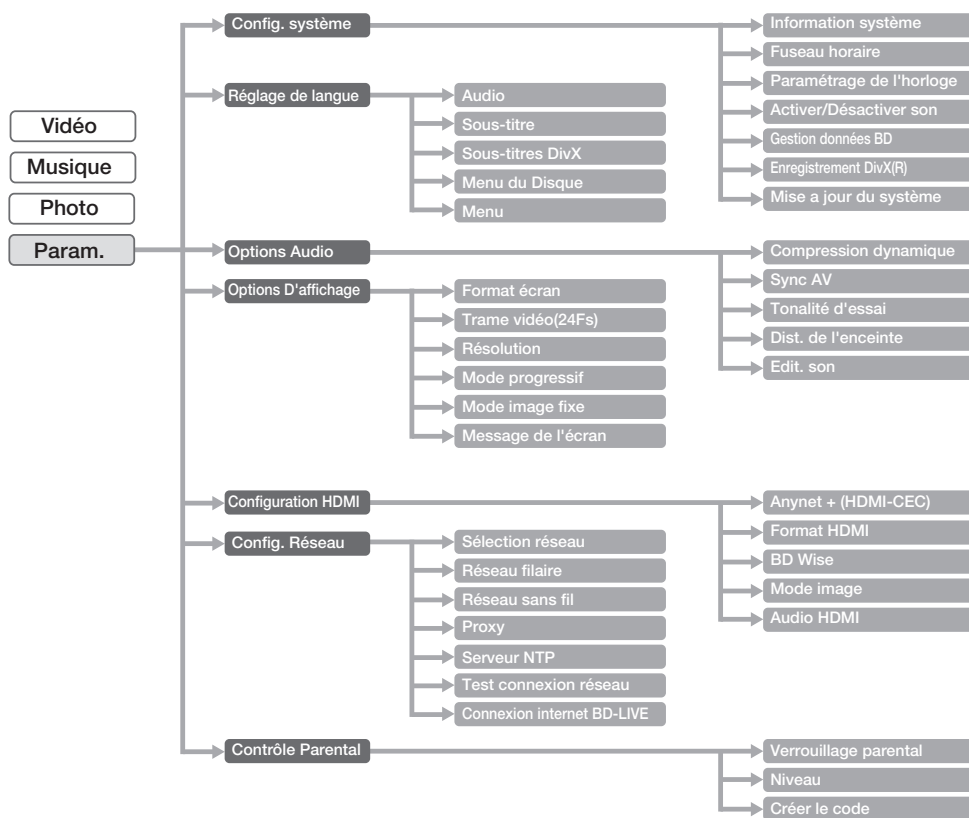 Vidéo
Musique
Photo
Param.
Config. système
Information système
Fuseau horaire
Paramétrage de l'horloge
Activer/Désactiver son
Gestion données BD
Enregistrement DivX(R)
Mise a jour du système
Réglage de langue
Audio
Sous-titre
Sous-titres DivX
Menu du Disque
Menu
Options Audio
Compression dynamique
Sync AV
Tonalité d'essai
Dist. de l'enceinte
Edit. son
Options D'affichage
Format écran
Trame vidéo(24Fs)
Résolution
Mode progressif
Mode image fixe
Message de l'écran
Configuration HDMI
Anynet + (HDMI-CEC)
Format HDMI
BD Wise
Mode image
Audio HDMI
Config. Réseau
Sélection réseau
Réseau filaire
Réseau sans fil
Proxy
Serveur NTP
Test connexion réseau
Connexion internet BD-LIVE
Contrôle Parental
Verrouillage parental
Niveau
Créer le code